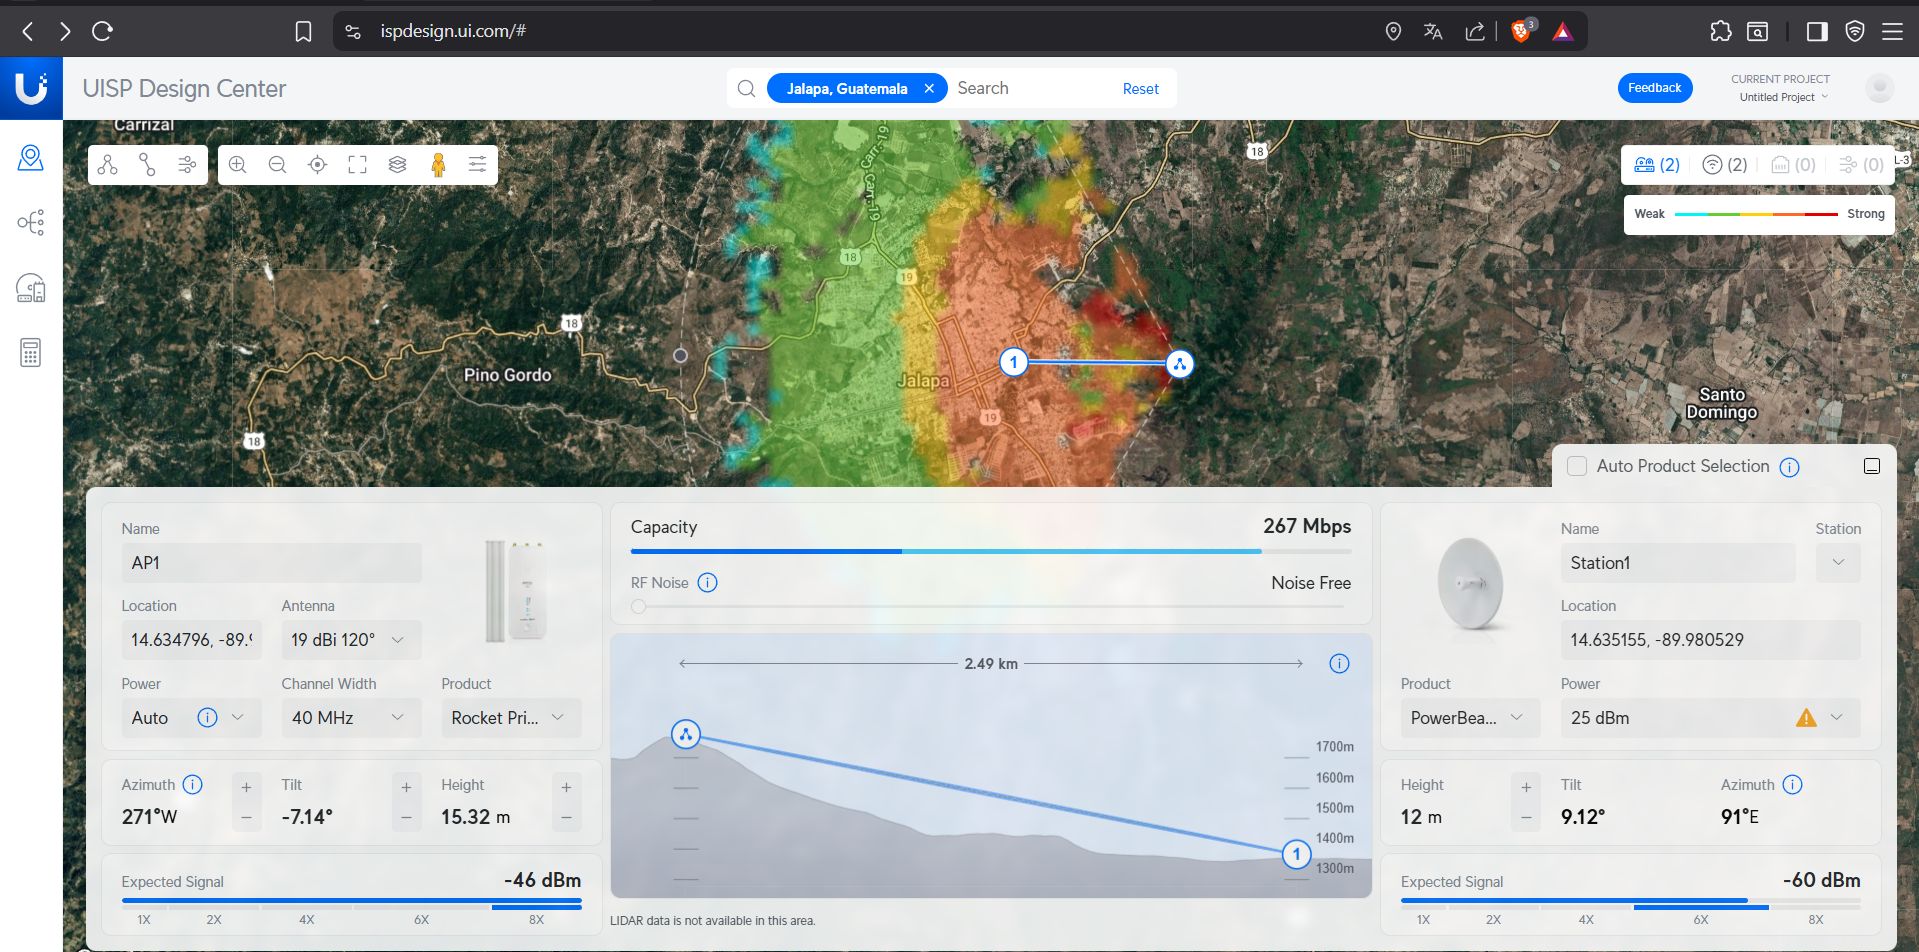 ispdesign.ui.com/#
3
UISP Design Center
Jalapa, Guatemala
Search
Reset
Feedback
CURRENT PROJECT
Untitled Project
Carrizal
(2)
(2)
(0)
(0)
L-3
Weak
Strong
18
Carr-19
18
19
18
Pino Gordo
1
Jalapa
Santo
Domingo
19
18
Auto Product Selection
Name
AP1
Location
14.634796, -89.9
Antenna
19 dBi 120°
Power
Auto
Channel Width
40 MHz
Product
Rocket Pri...
Azimuth
271°W
Tilt
-7.14°
Height
15.32 m
Expected Signal
-46 dBm
1X
2X
4X
6X
8X
Capacity
267 Mbps
RF Noise
Noise Free
2.49 km
1700m
1600m
1500m
1400m
1300m
1
LIDAR data is not available in this area.
Name
Station1
Station
Location
14.635155, -89.980529
Product
PowerBea...
Power
25 dBm
Height
12 m
Tilt
9.12°
Azimuth
91°E
Expected Signal
-60 dBm
1X
2X
4X
6X
8X